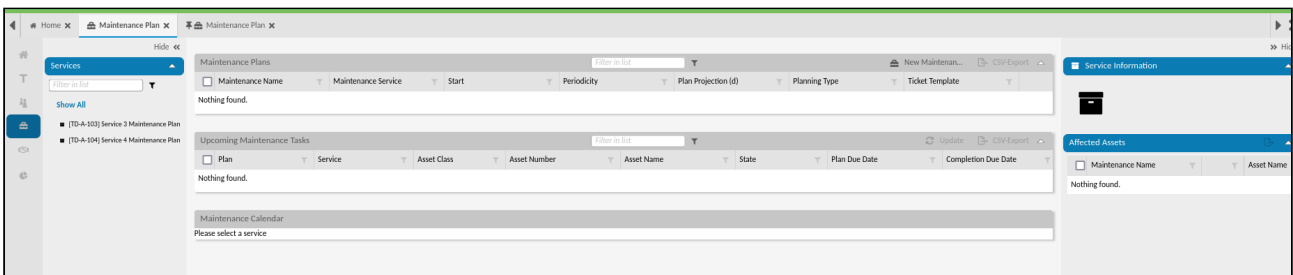 Home
Maintenance Plan
Maintenance Plan
Hide
Services
Filter in list
Show All
[TD-A-103] Service 3 Maintenance Plan
[TD-A-104] Service 4 Maintenance Plan
Maintenance Plans
Filter in list
New Maintenan...
CSV-Export
Maintenance Name
Maintenance Service
Start
Periodicity
Plan Projection (d)
Planning Type
Ticket Template
Nothing found.
Upcoming Maintenance Tasks
Filter in list
Update
CSV-Export
Plan
Service
Asset Class
Asset Number
Asset Name
State
Plan Due Date
Completion Due Date
Nothing found.
Maintenance Calendar
Please select a service
Service Information
Affected Assets
Maintenance Name
Asset Name
Nothing found.